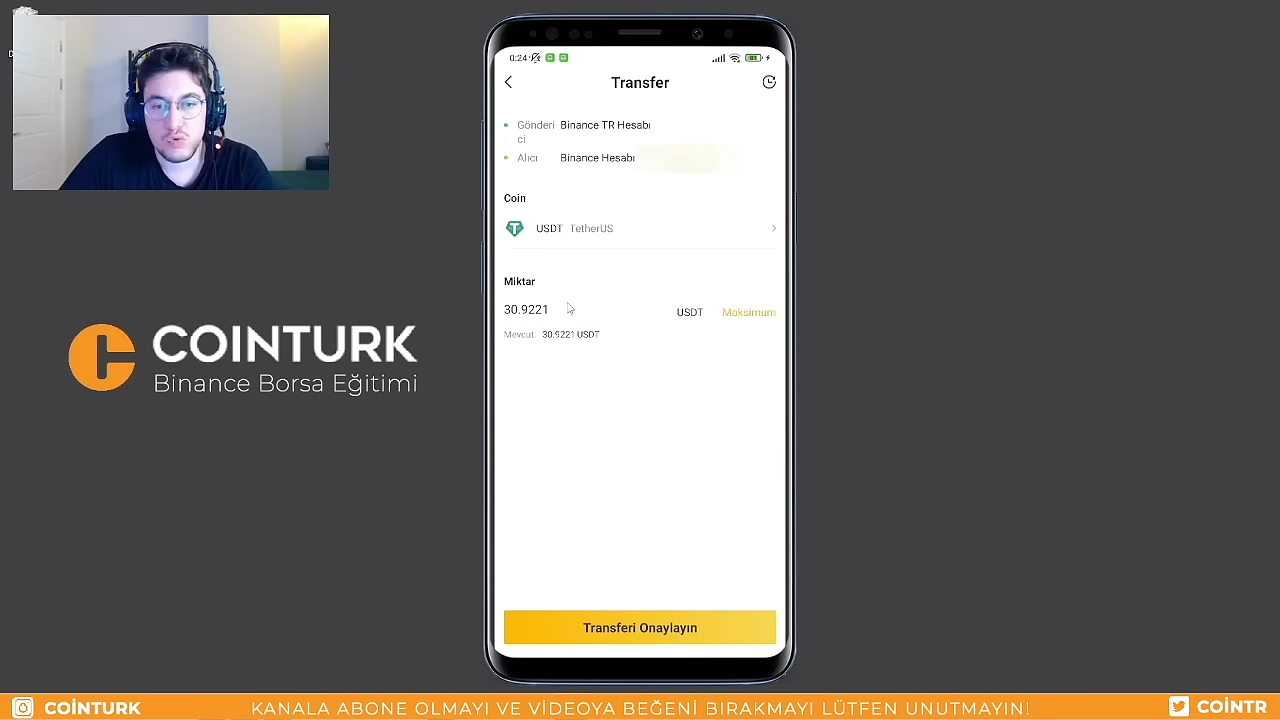 0:24
Transfer
Gönderi
ci
Binance TR Hesabı
Alıcı Binance Hesabı
Coin
USDT TetherUS
Miktar
30.9221 USDT Maksimum
Mevcut: 30.9221 USDT
Transferi Onaylayın
COINTURK
Binance Borsa Eğitimi
COİNTURK KANALA ABONE OLMAYI VE VİDEOYA BEĞENİ BIRAKMAYI LÜTFEN UNUTMAYIN! COİNTR